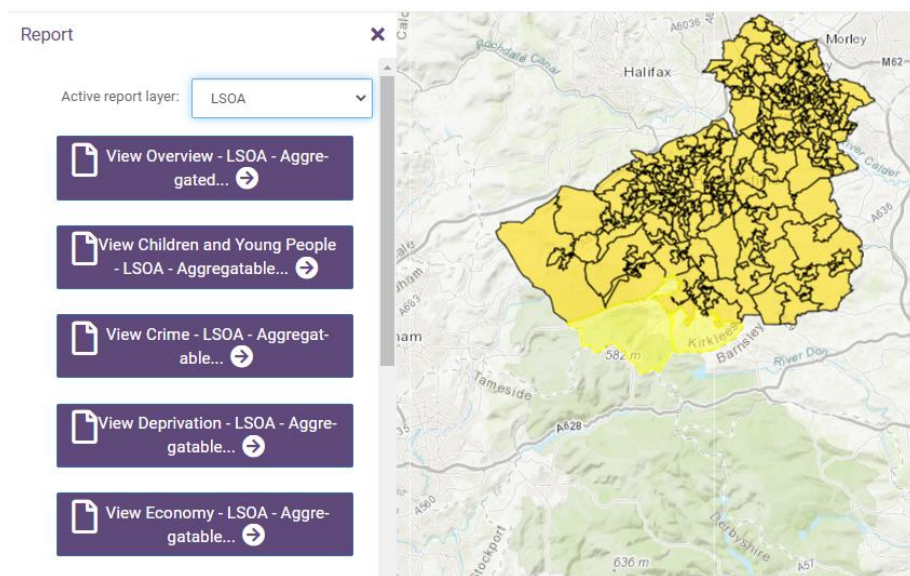 Report
Active report layer:
LSOA
View Overview - LSOA - Aggre-
gated...
View Children and Young People
- LSOA - Aggregatable...
View Crime - LSOA - Aggregat-
able...
View Deprivation - LSOA - Aggre-
gatable...
View Economy - LSOA - Aggre-
gatable...
A6036
Morley
Rochdale Canal
M62
Halifax
River Calder
A636
A663
Kirklees
Barnsley
582 m
River Don
Tameside
A628
A560
Stockport
Derbyshire
636 m
A57